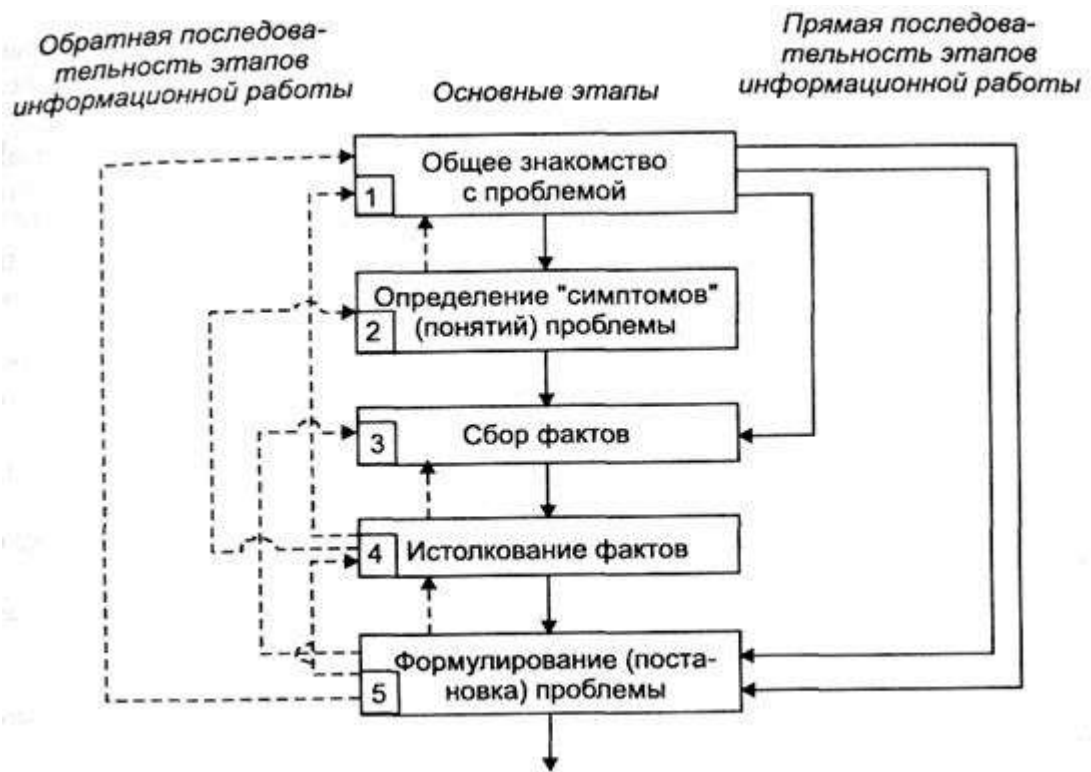 Обратная последова-
тельность этапов
информационной работы
Основные этапы
Прямая последова-
тельность этапов
информационной работы
Общее знакомство
с проблемой
1
Определение "симптомов"
(понятий) проблемы
2
Сбор фактов
3
Истолкование фактов
4
Формулирование (поста-
новка) проблемы
5